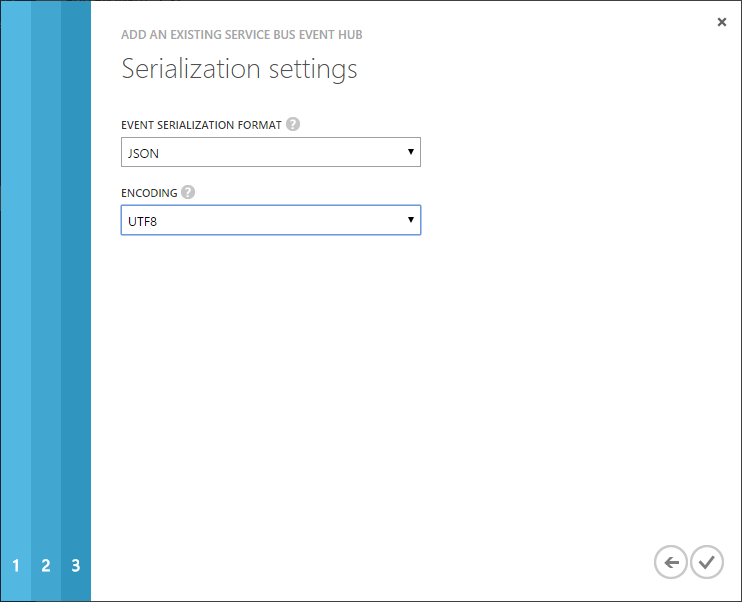 ADD AN EXISTING SERVICE BUS EVENT HUB
Serialization settings
EVENT SERIALIZATION FORMAT ?
JSON
ENCODING ?
UTF8
1 2 3